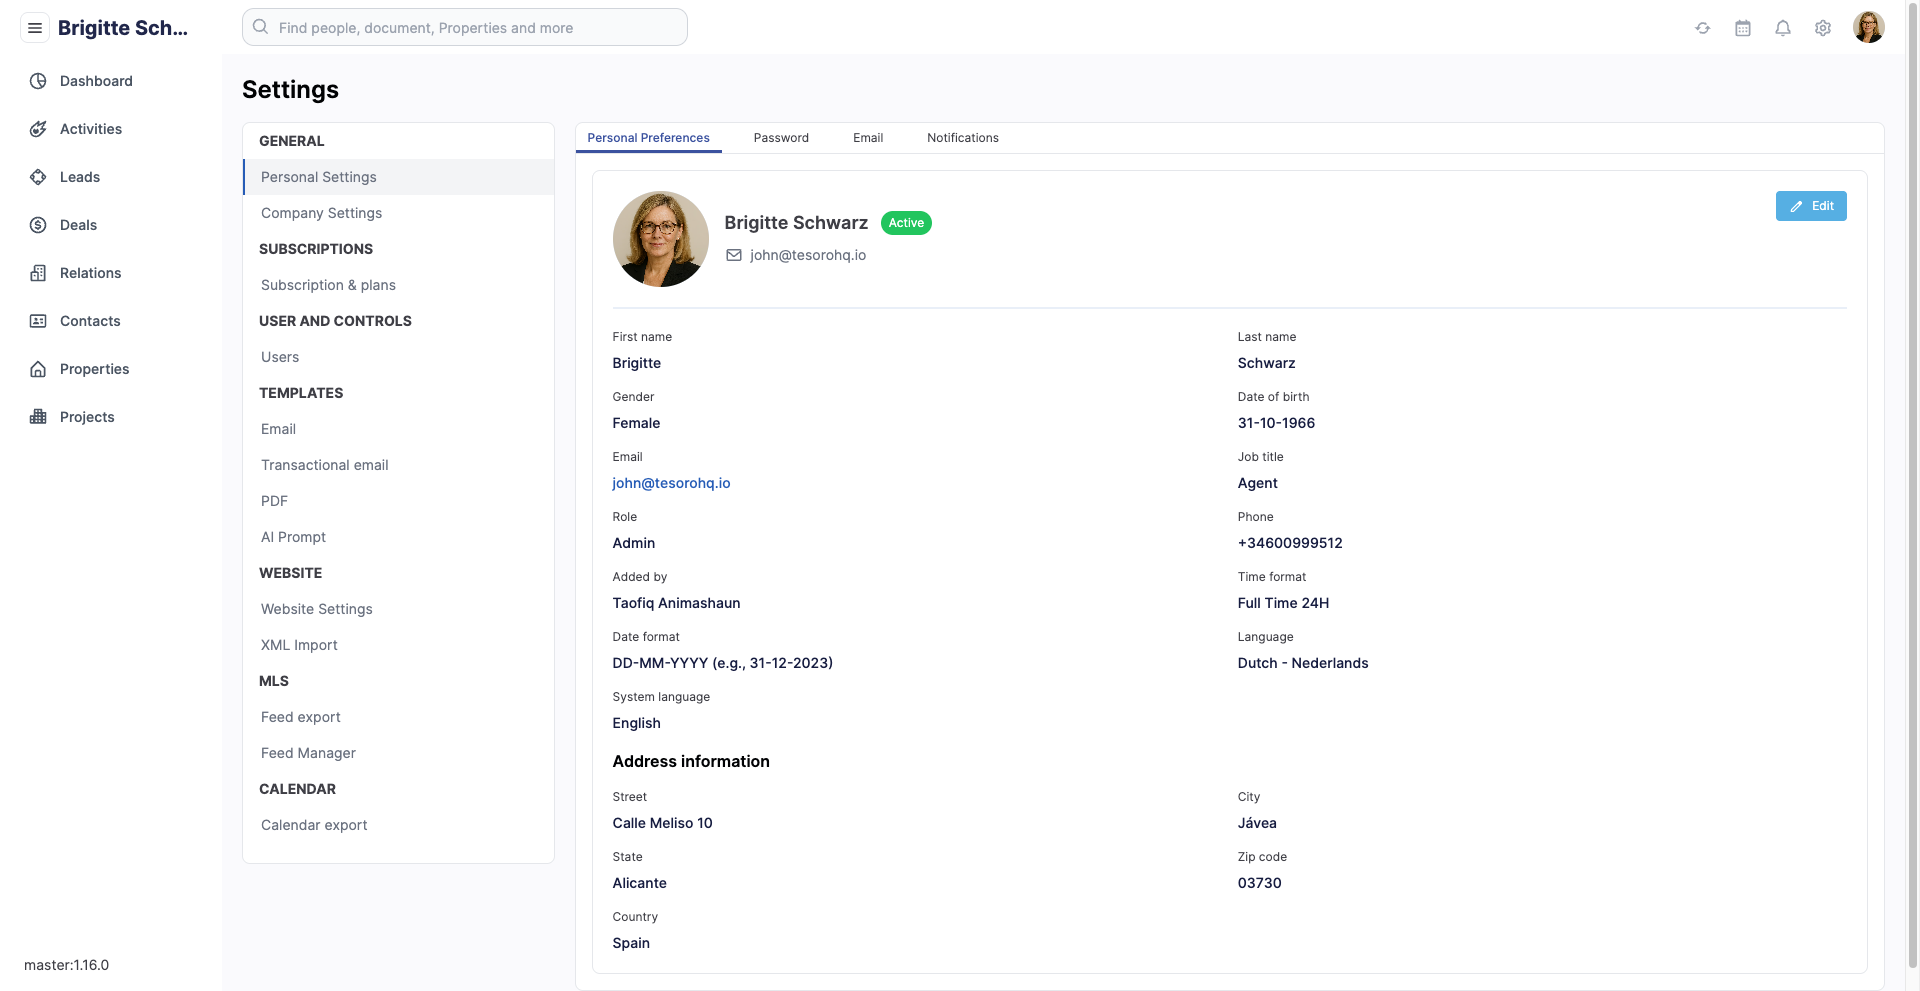 Brigitte Sch...
Find people, document, Properties and more
Dashboard
Activities
Leads
Deals
Relations
Contacts
Properties
Projects
master:1.16.0
Settings
GENERAL
Personal Settings
Company Settings
SUBSCRIPTIONS
Subscription & plans
USER AND CONTROLS
Users
TEMPLATES
Email
Transactional email
PDF
AI Prompt
WEBSITE
Website Settings
XML Import
MLS
Feed export
Feed Manager
CALENDAR
Calendar export
Personal Preferences Password Email Notifications
Brigitte Schwarz Active
john@tesorohq.io
Edit
First name Last name
Brigitte Schwarz
Gender Date of birth
Female 31-10-1966
Email Job title
john@tesorohq.io Agent
Role Phone
Admin +34600999512
Added by Time format
Taofiq Animashaun Full Time 24H
Date format Language
DD-MM-YYYY (e.g., 31-12-2023) Dutch - Nederlands
System language
English
Address information
Street City
Calle Meliso 10 Jávea
State Zip code
Alicante 03730
Country
Spain